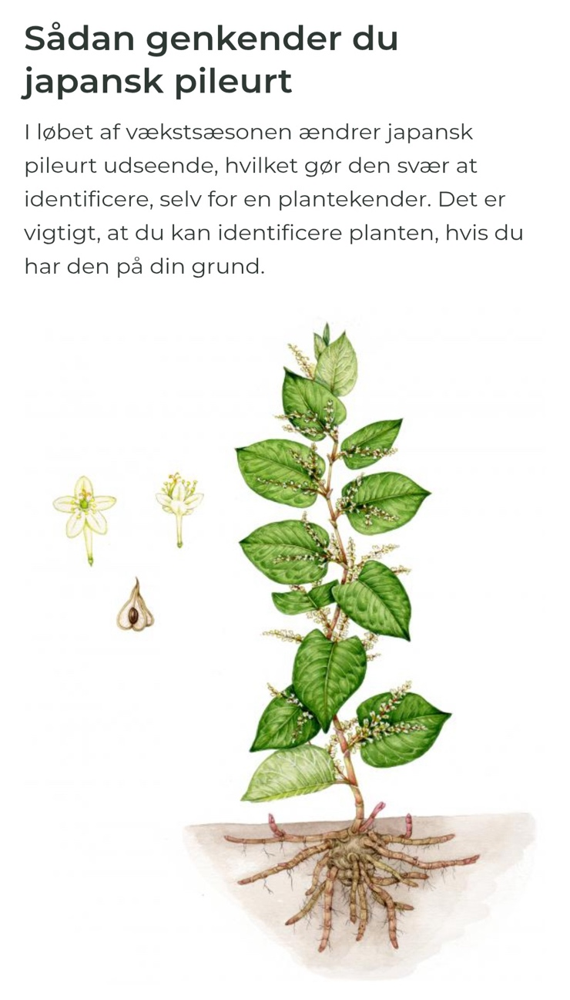 Sådan genkender du
japansk pileurt
I løbet af vækstsæsonen ændrer japansk
pileurt udseende, hvilket gør den svær at
identificere, selv for en plantekender. Det er
vigtigt, at du kan identificere planten, hvis du
har den på din grund.